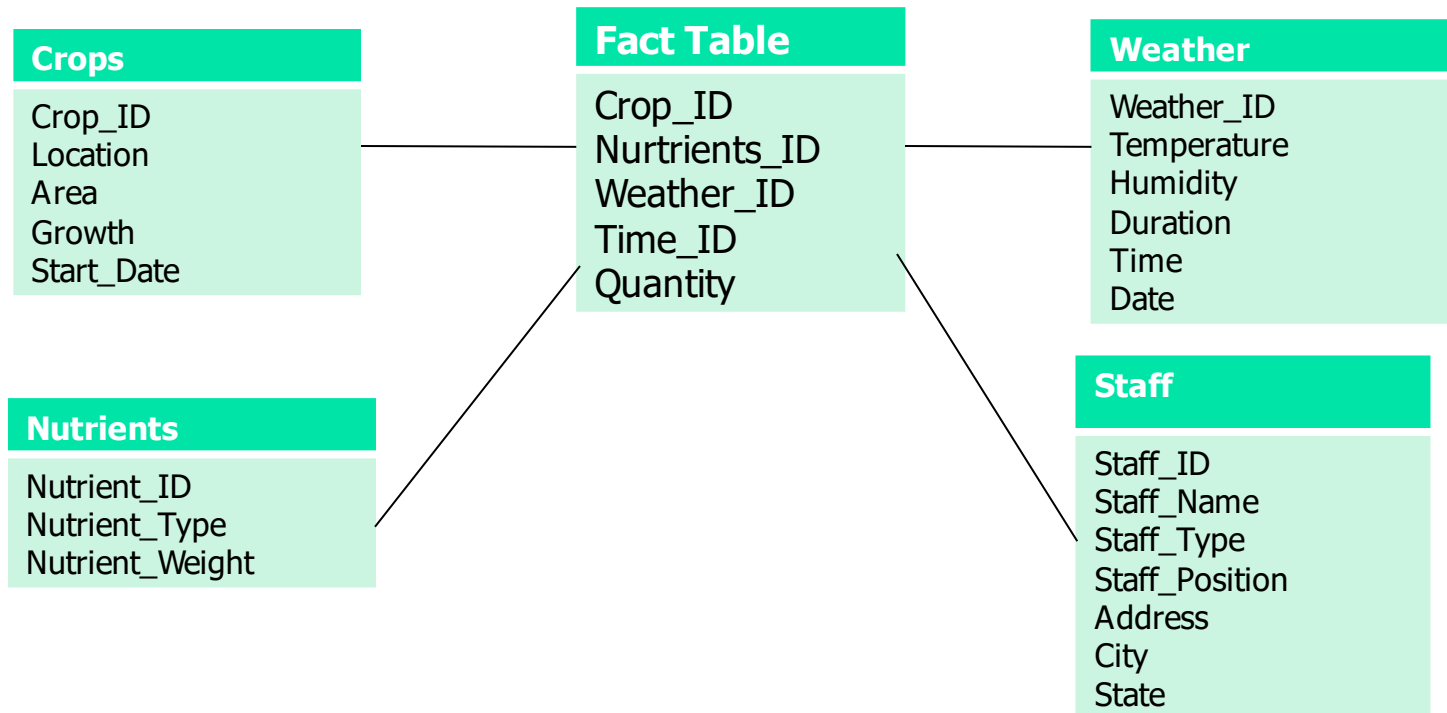 Crops
Crop_ID
Location
Area
Growth
Start_Date
Fact Table
Crop_ID
Nurtrients_ID
Weather_ID
Time_ID
Quantity
Weather
Weather_ID
Temperature
Humidity
Duration
Time
Date
Nutrients
Nutrient_ID
Nutrient_Type
Nutrient_Weight
Staff
Staff_ID
Staff_Name
Staff_Type
Staff_Position
Address
City
State